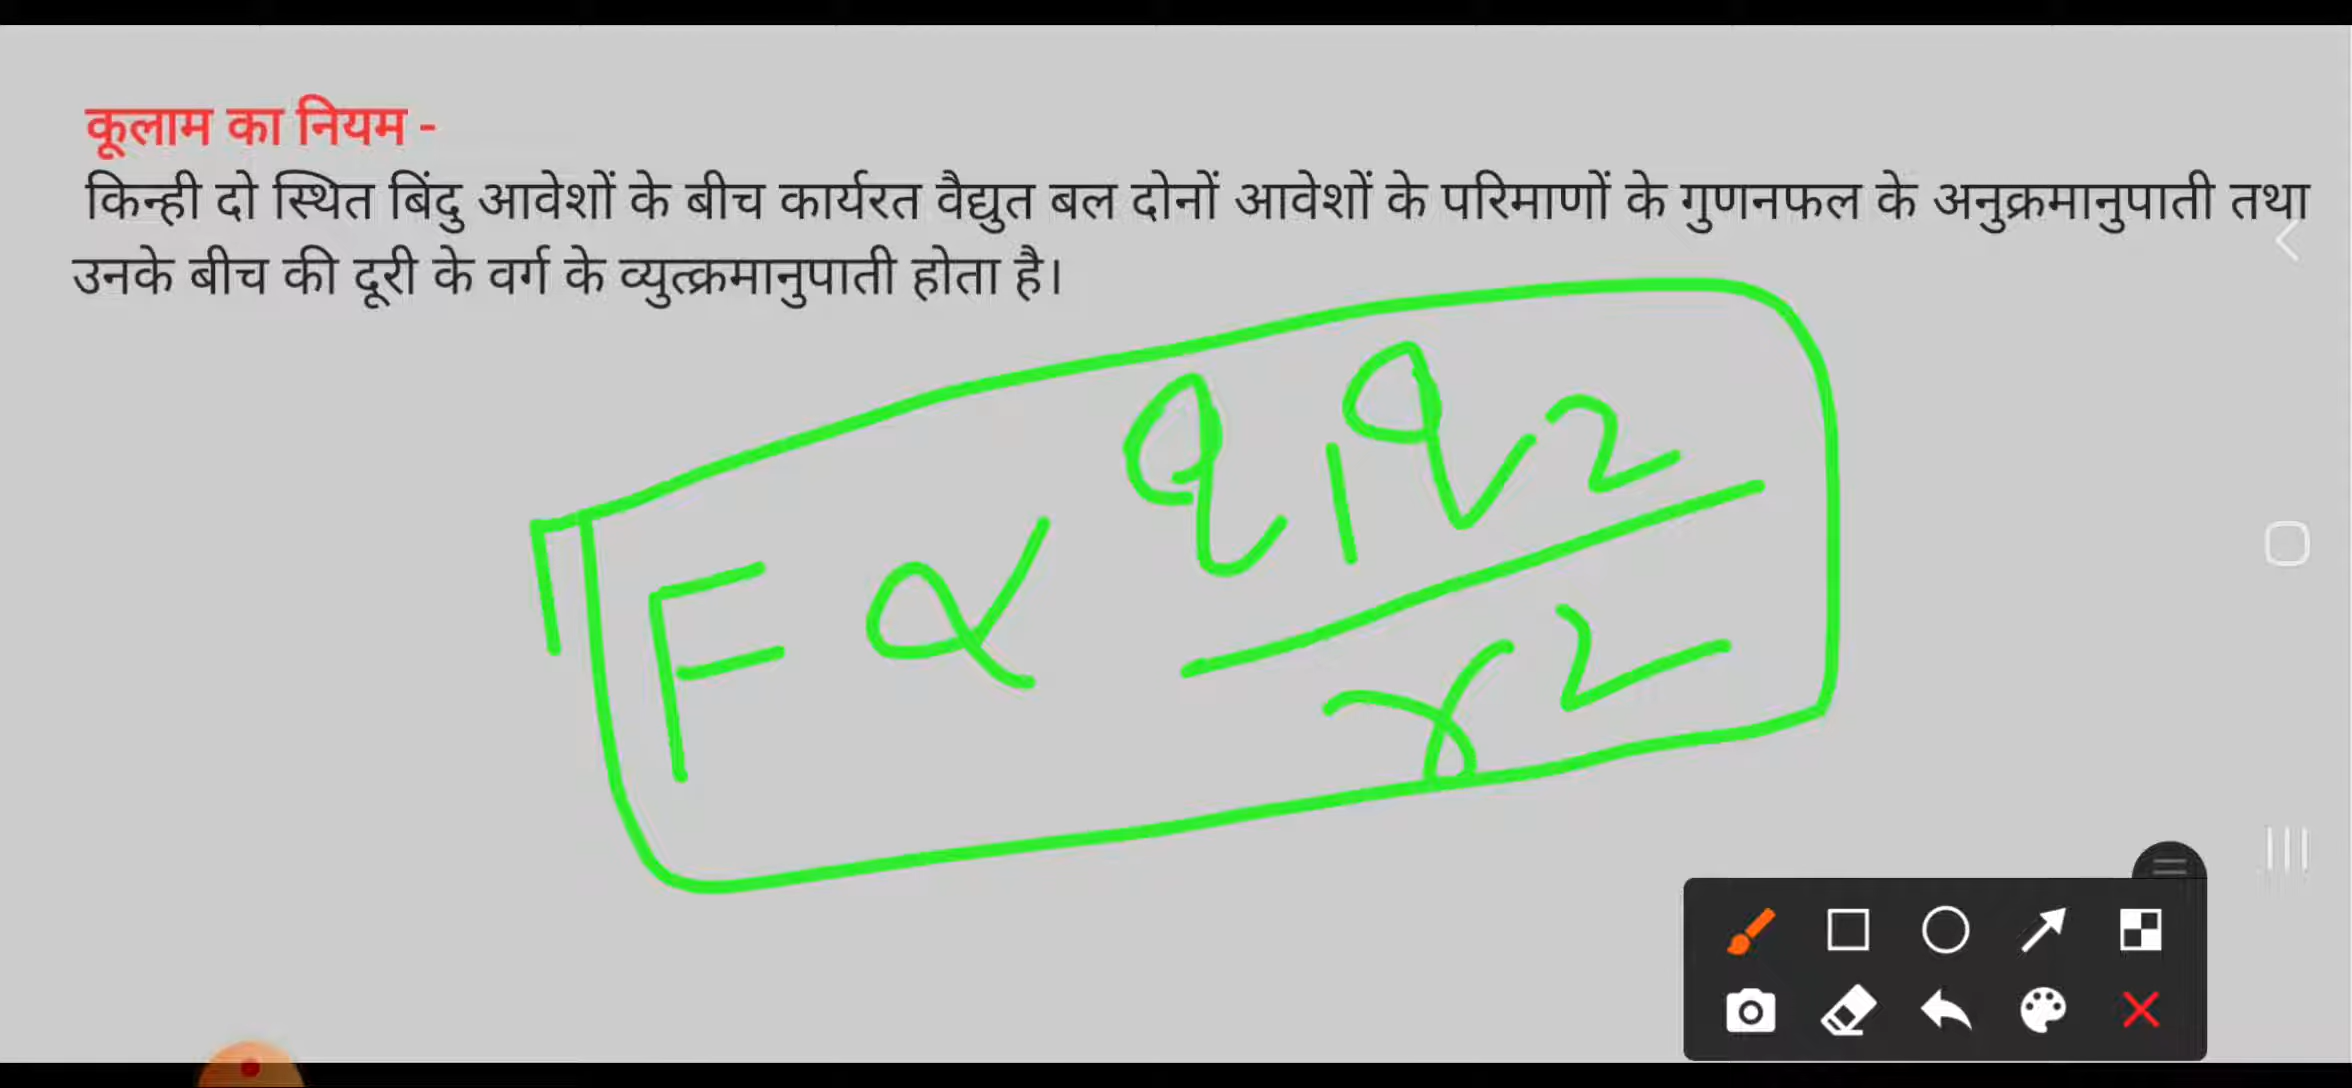 कूलाम का नियम -
किन्ही दो स्थित बिंदु आवेशों के बीच कार्यरत वैद्युत बल दोनों आवेशों के परिमाणों के गुणनफल के अनुक्रमानुपाती तथा
उनके बीच की दूरी के वर्ग के व्युत्क्रमानुपाती होता है।
F ∝ q1q2
r2